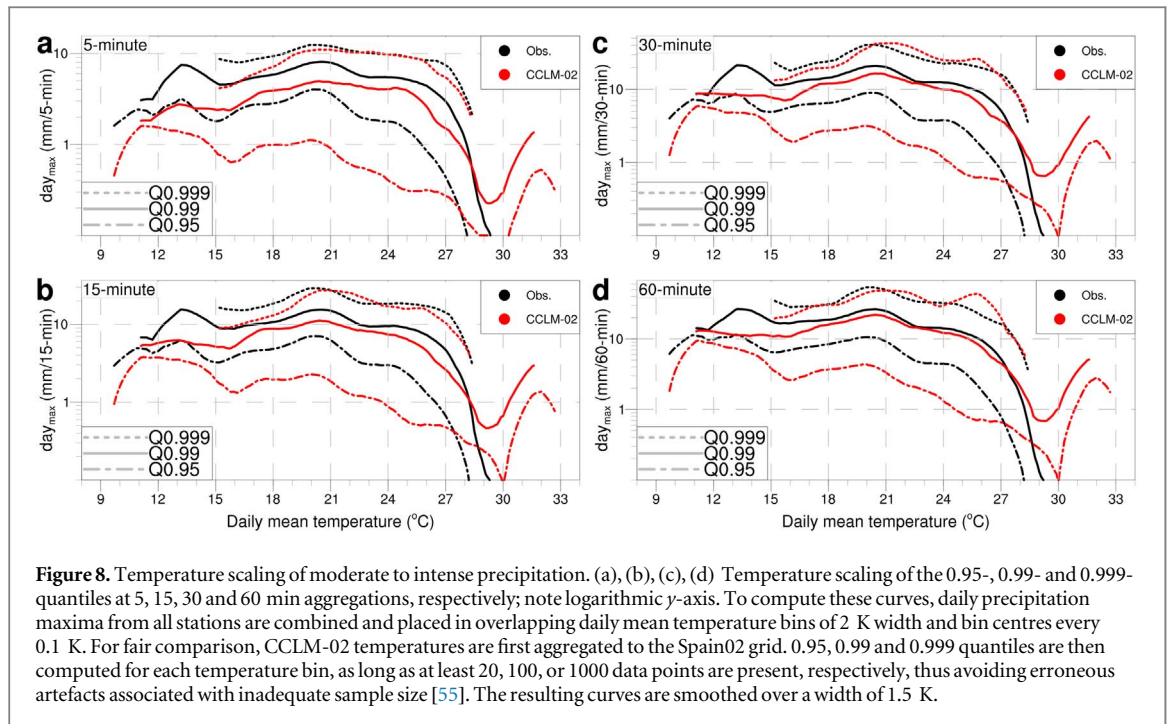 a
5-minute
Obs.
CCLM-02
10
1
day_max (mm/5-min)
Q0.999
Q0.99
Q0.95
c
30-minute
Obs.
CCLM-02
10
1
day_max (mm/30-min)
Q0.999
Q0.99
Q0.95
9 12 15 18 21 24 27 30 33
b
15-minute
Obs.
CCLM-02
10
1
day_max (mm/15-min)
Q0.999
Q0.99
Q0.95
9 12 15 18 21 24 27 30 33
Daily mean temperature (°C)
d
60-minute
Obs.
CCLM-02
10
1
day_max (mm/60-min)
Q0.999
Q0.99
Q0.95
9 12 15 18 21 24 27 30 33
Daily mean temperature (°C)
Figure 8. Temperature scaling of moderate to intense precipitation. (a), (b), (c), (d) Temperature scaling of the 0.95-, 0.99- and 0.999-
quantiles at 5, 15, 30 and 60 min aggregations, respectively; note logarithmic y-axis. To compute these curves, daily precipitation
maxima from all stations are combined and placed in overlapping daily mean temperature bins of 2 K width and bin centres every
0.1 K. For fair comparison, CCLM-02 temperatures are first aggregated to the Spain02 grid. 0.95, 0.99 and 0.999 quantiles are then
computed for each temperature bin, as long as at least 20, 100, or 1000 data points are present, respectively, thus avoiding erroneous
artefacts associated with inadequate sample size [55]. The resulting curves are smoothed over a width of 1.5 K.